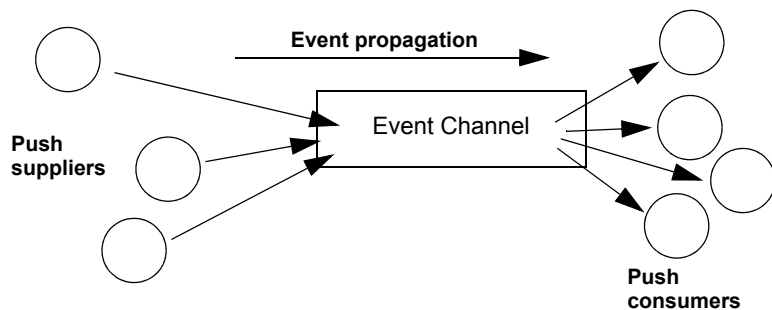 Event propagation
Event Channel
Push
suppliers
Push
consumers